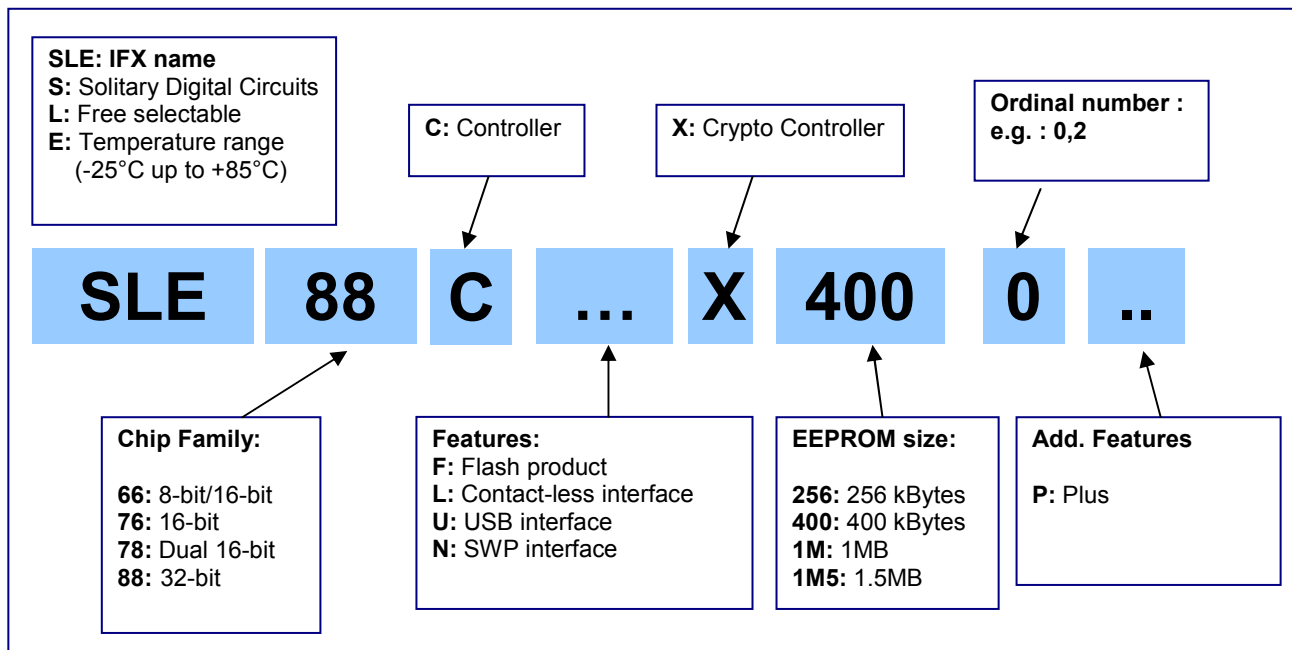 SLE: IFX name
S: Solitary Digital Circuits
L: Free selectable
E: Temperature range
(-25°C up to +85°C)
C: Controller
X: Crypto Controller
Ordinal number :
e.g. : 0,2
SLE 88 C ... X 400 0 ..
Chip Family:
66: 8-bit/16-bit
76: 16-bit
78: Dual 16-bit
88: 32-bit
Features:
F: Flash product
L: Contact-less interface
U: USB interface
N: SWP interface
EEPROM size:
256: 256 kBytes
400: 400 kBytes
1M: 1MB
1M5: 1.5MB
Add. Features
P: Plus